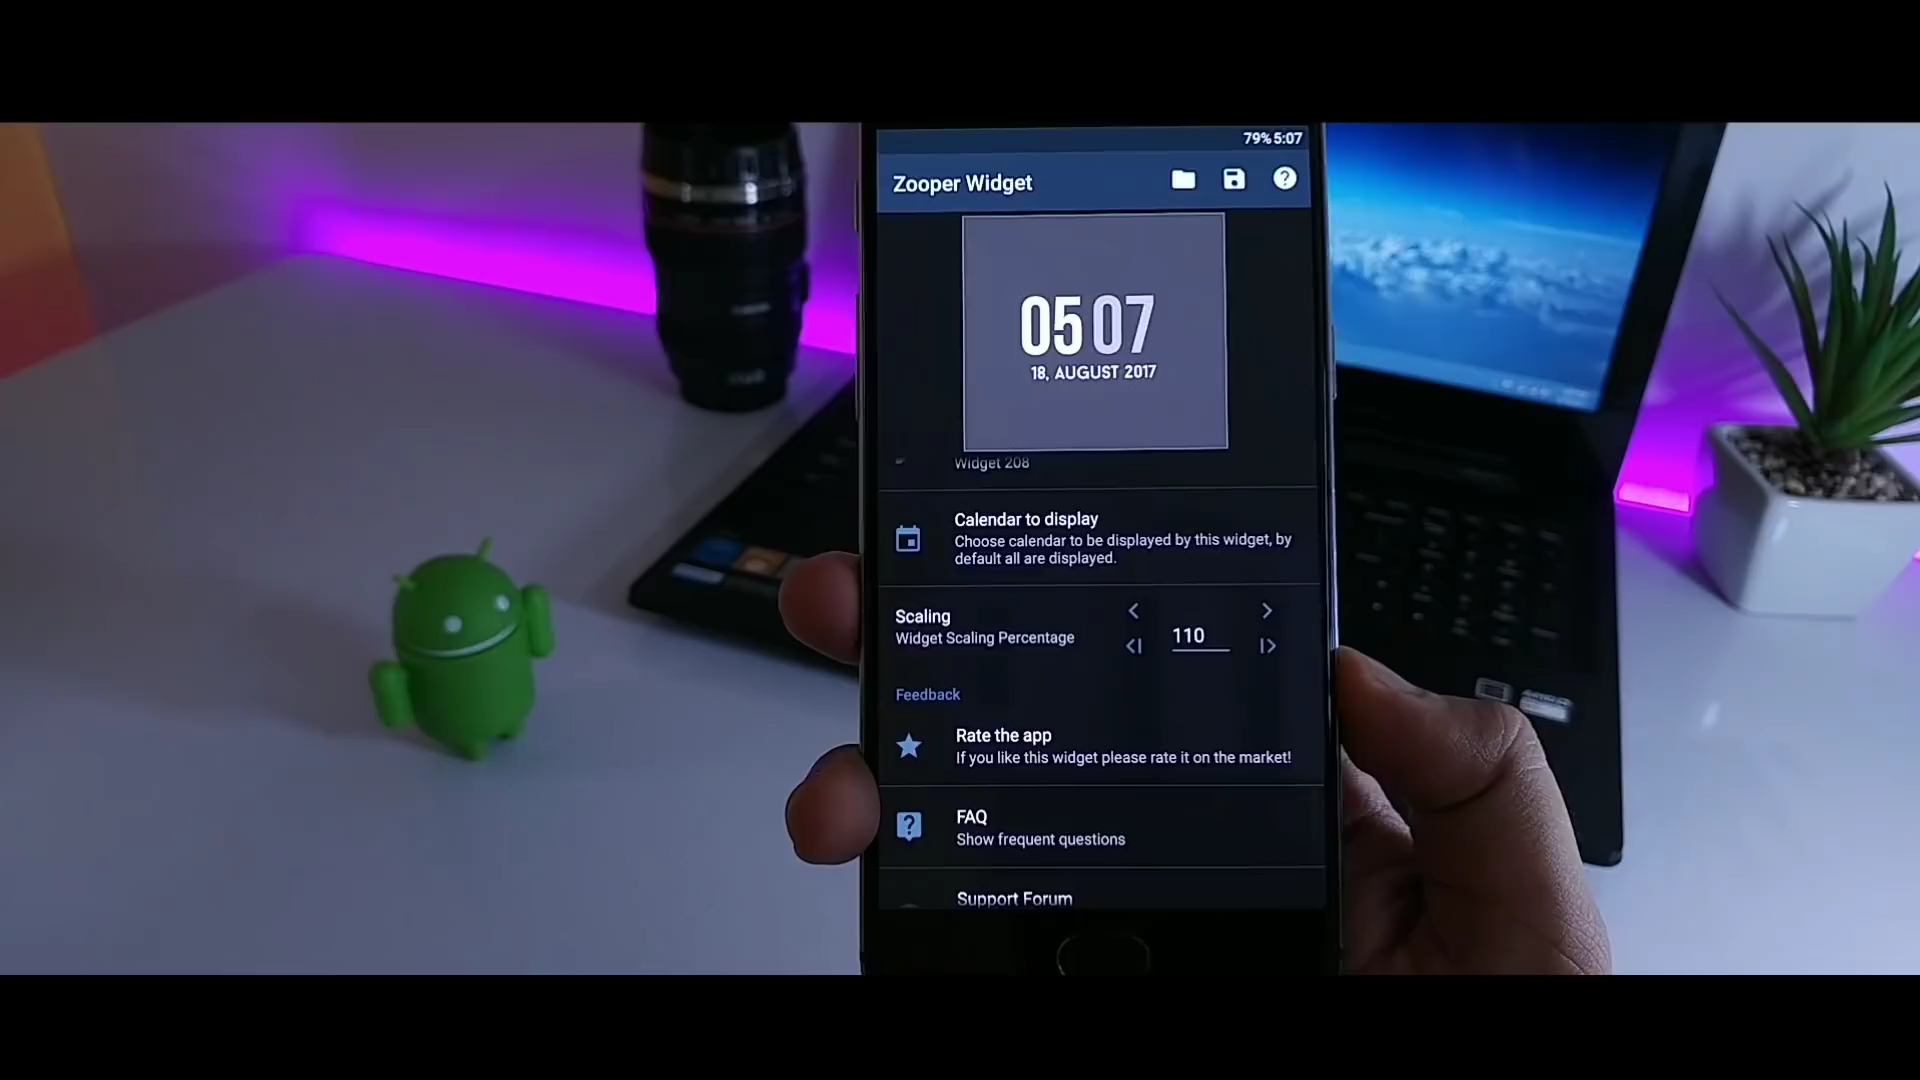 79% 5:07
Zooper Widget
05 07
18, AUGUST 2017
Widget 208
Calendar to display
Choose calendar to be displayed by this widget, by
default all are displayed.
Scaling
Widget Scaling Percentage
110
Feedback
Rate the app
If you like this widget please rate it on the market!
FAQ
Show frequent questions
Support Forum